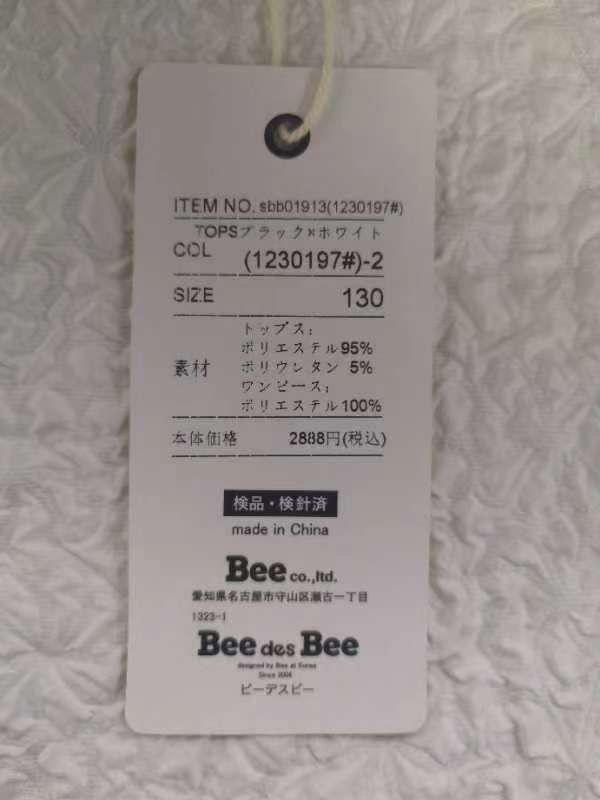 ITEM NO. sbb01913(1230197#)
TOPSブラック×ホワイト
COL (1230197#)-2
SIZE 130
トップス:
ポリエステル95%
素材 ポリウレタン 5%
ワンピース:
ポリエステル100%
本体価格 2888円(税込)
検品・検針済
made in China
Bee co.,ltd.
愛知県名古屋市守山区瀬古一丁目
1323-1
Bee des Bee
designed by Bee at Korea
Since 2004
ビーデスビー